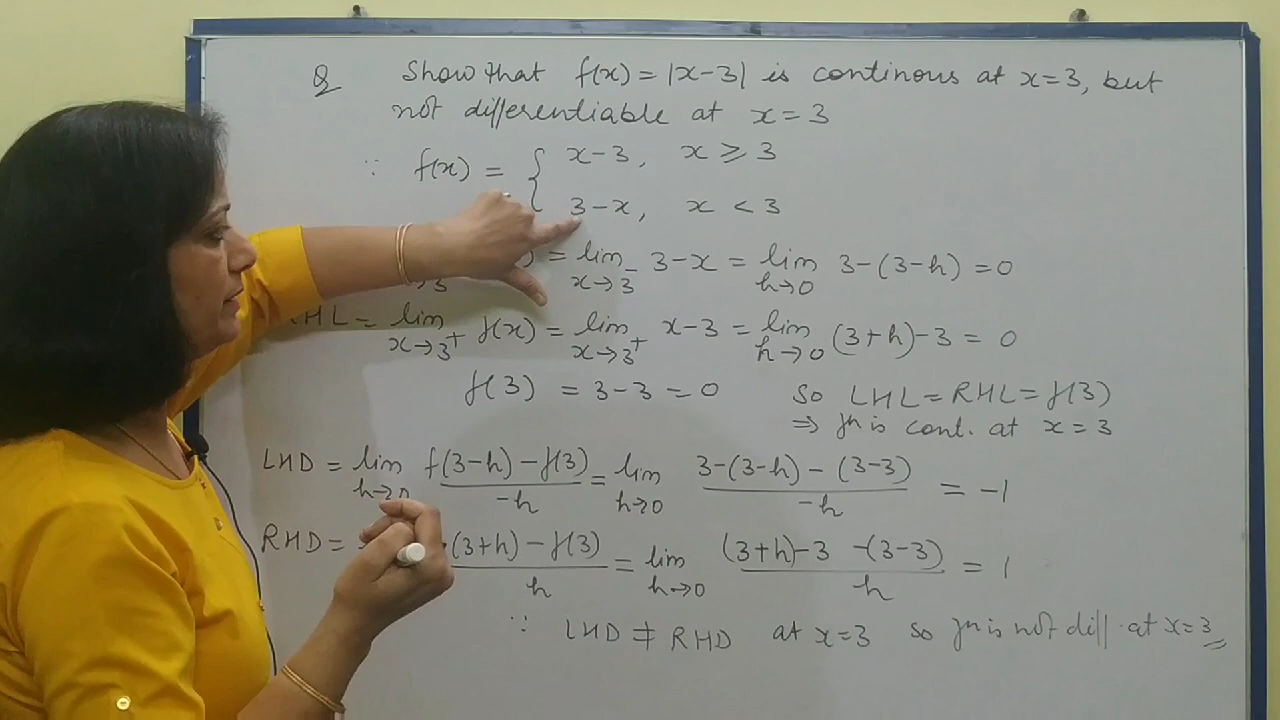 Q Show that f(x) = |x-3| is continous at x=3, but
not differentiable at x = 3
∵ f(x) = { x-3, x ≥ 3
3-x, x < 3
) = lim x→3⁻ 3-x = lim h→0 3-(3-h) = 0
RHL = lim x→3⁺ f(x) = lim x→3⁺ x-3 = lim h→0 (3+h)-3 = 0
f(3) = 3-3 = 0 So LHL = RHL = f(3)
⇒ fn is cont. at x = 3
LHD = lim h→0 f(3-h) - f(3) / -h = lim h→0 3-(3-h) - (3-3) / -h = -1
RHD = (3+h) - f(3) / h = lim h→0 (3+h)-3 -(3-3) / h = 1
∵ LHD ≠ RHD at x=3 so fn is not diff. at x=3